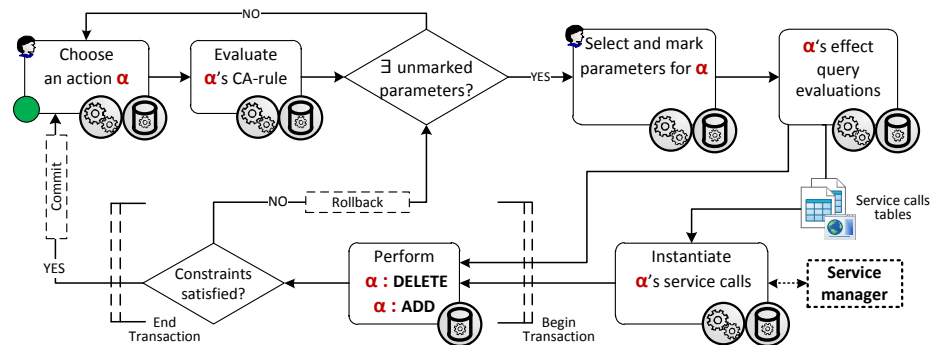 NO
Choose
an action α
Evaluate
α's CA-rule
∃ unmarked
parameters?
YES
Select and mark
parameters for α
α's effect
query
evaluations
Commit
NO
Rollback
Service calls
tables
YES
Constraints
satisfied?
Perform
α : DELETE
α : ADD
Instantiate
α's service calls
Service
manager
End
Transaction
Begin
Transaction